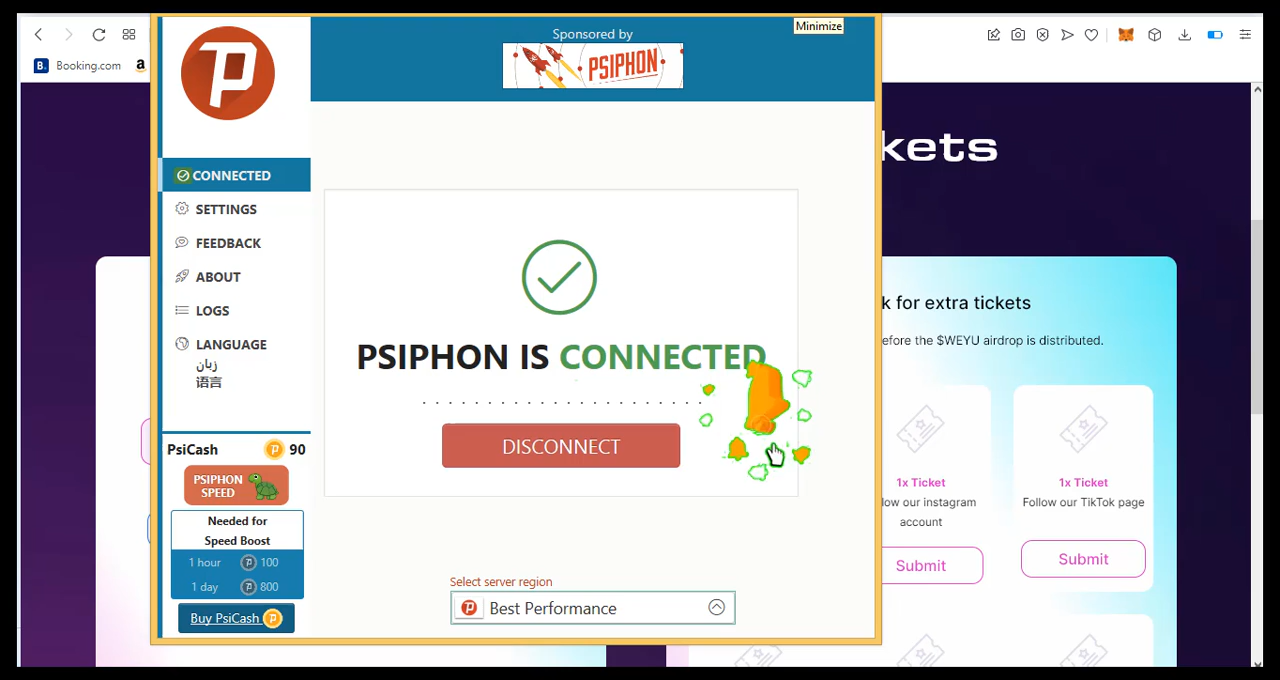 Minimize
Booking.com
Sponsored by
PSIPHON
CONNECTED
SETTINGS
FEEDBACK
ABOUT
LOGS
LANGUAGE
زبان
语言
PsiCash 90
PSIPHON
SPEED
Needed for
Speed Boost
1 hour 100
1 day 800
Buy PsiCash
PSIPHON IS CONNECTED
DISCONNECT
Select server region
Best Performance
kets
k for extra tickets
efore the $WEYU airdrop is distributed.
1x Ticket
low our instagram
account
Submit
1x Ticket
Follow our TikTok page
Submit